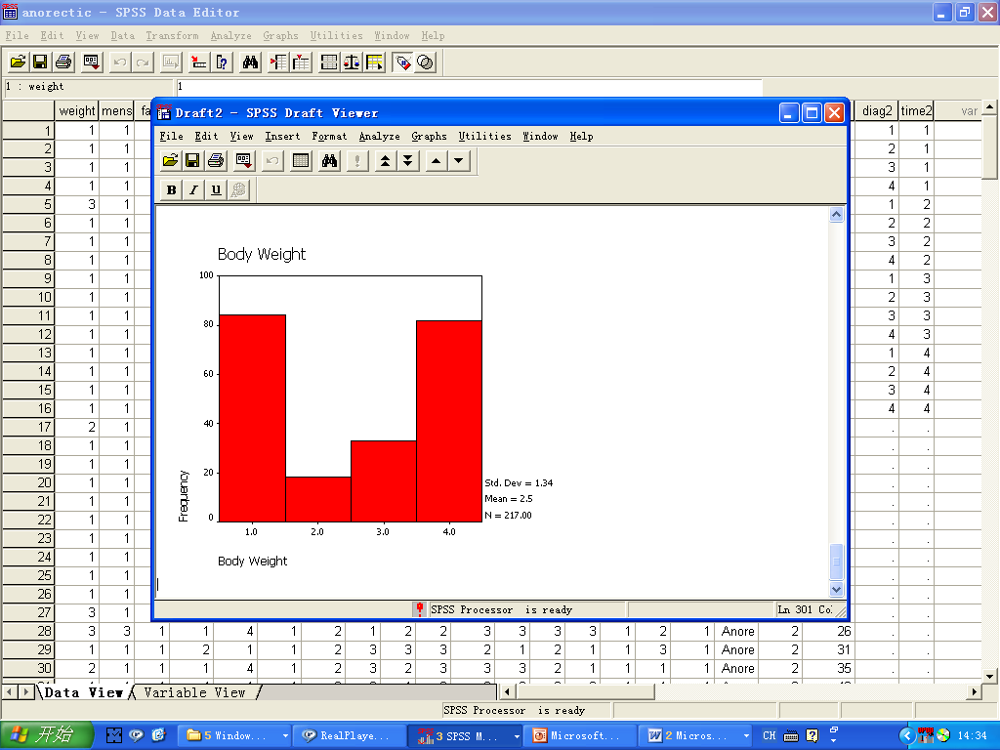 anorectic - SPSS Data Editor
File Edit View Data Transform Analyze Graphs Utilities Window Help
1 : weight 1
weight mens fa diag2 time2 var
Draft2 - SPSS Draft Viewer
File Edit View Insert Format Analyze Graphs Utilities Window Help
B I U
1 1 1 1 1
2 1 1 2 1
3 1 1 3 1
4 1 1 4 1
5 3 1 1 2
6 1 1 2 2
7 1 1 3 2
8 1 1 4 2
9 1 1 1 3
10 1 1 2 3
11 1 1 3 3
12 1 1 4 3
13 1 1 1 4
14 1 1 2 4
15 1 1 3 4
16 1 1 4 4
17 2 1 . .
18 1 1 . .
19 1 1 . .
20 1 1 . .
21 1 1 . .
22 1 1 . .
23 1 1 . .
24 1 1 . .
25 1 1 . .
26 1 1 . .
27 3 1 . .
Body Weight
100
80
60
40
20
0
Frequency
1.0 2.0 3.0 4.0
Std. Dev = 1.34
Mean = 2.5
N = 217.00
Body Weight
SPSS Processor is ready
Ln 301 Co
28 3 3 1 1 4 1 2 1 2 2 3 3 3 3 1 2 1 Anore 2 26 . .
29 1 1 1 2 1 1 2 3 3 3 2 1 2 1 1 3 1 Anore 2 31 . .
30 2 1 1 1 4 1 2 3 2 3 3 3 2 1 1 1 1 Anore 2 35 . .
Data View Variable View
SPSS Processor is ready
开始 5 Window... RealPlaye... 3 SPSS M... Microsoft... 2 Micros... CH 14:34